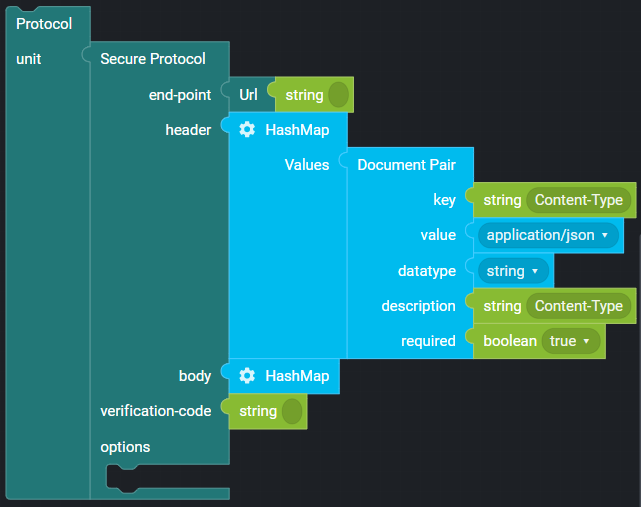 Protocol
unit Secure Protocol
end-point Url string
header HashMap
Values Document Pair
key string Content-Type
value application/json
datatype string
description string Content-Type
required boolean true
body HashMap
verification-code string
options